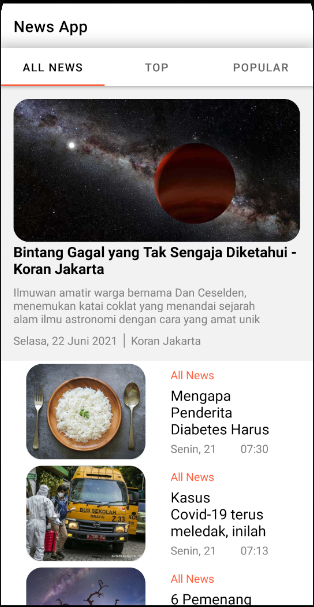 News App
ALL NEWS
TOP
POPULAR
Bintang Gagal yang Tak Sengaja Diketahui -
Koran Jakarta
Ilmuwan amatir warga bernama Dan Ceselden,
menemukan katai coklat yang menandai sejarah
alam ilmu astronomi dengan cara yang amat unik
Selasa, 22 Juni 2021 | Koran Jakarta
All News
Mengapa
Penderita
Diabetes Harus
Senin, 21 07:30
BUS SEKOLAH
All News
Kasus
Covid-19 terus
meledak, inilah
Senin, 21 07:13
All News
6 Pemenang